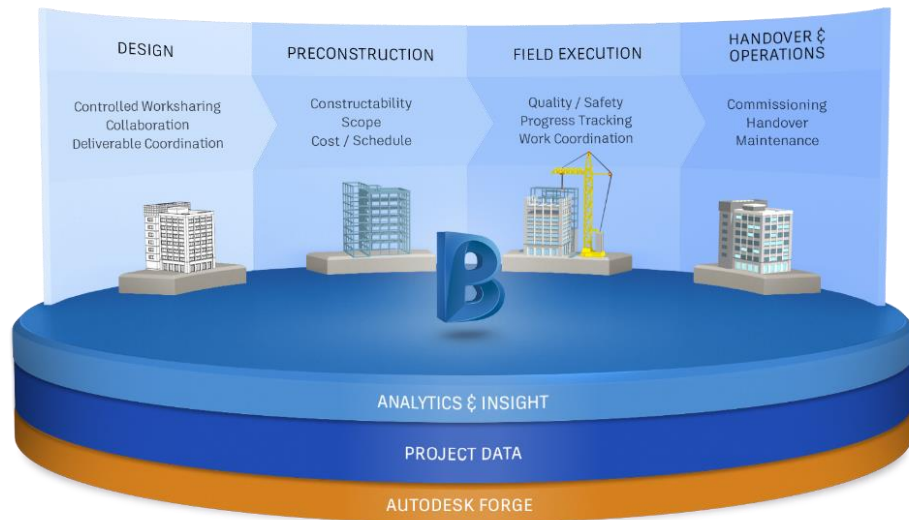 DESIGN
Controlled Worksharing
Collaboration
Deliverable Coordination
PRECONSTRUCTION
Constructability
Scope
Cost / Schedule
FIELD EXECUTION
Quality / Safety
Progress Tracking
Work Coordination
HANDOVER &
OPERATIONS
Commissioning
Handover
Maintenance
B
ANALYTICS & INSIGHT
PROJECT DATA
AUTODESK FORGE